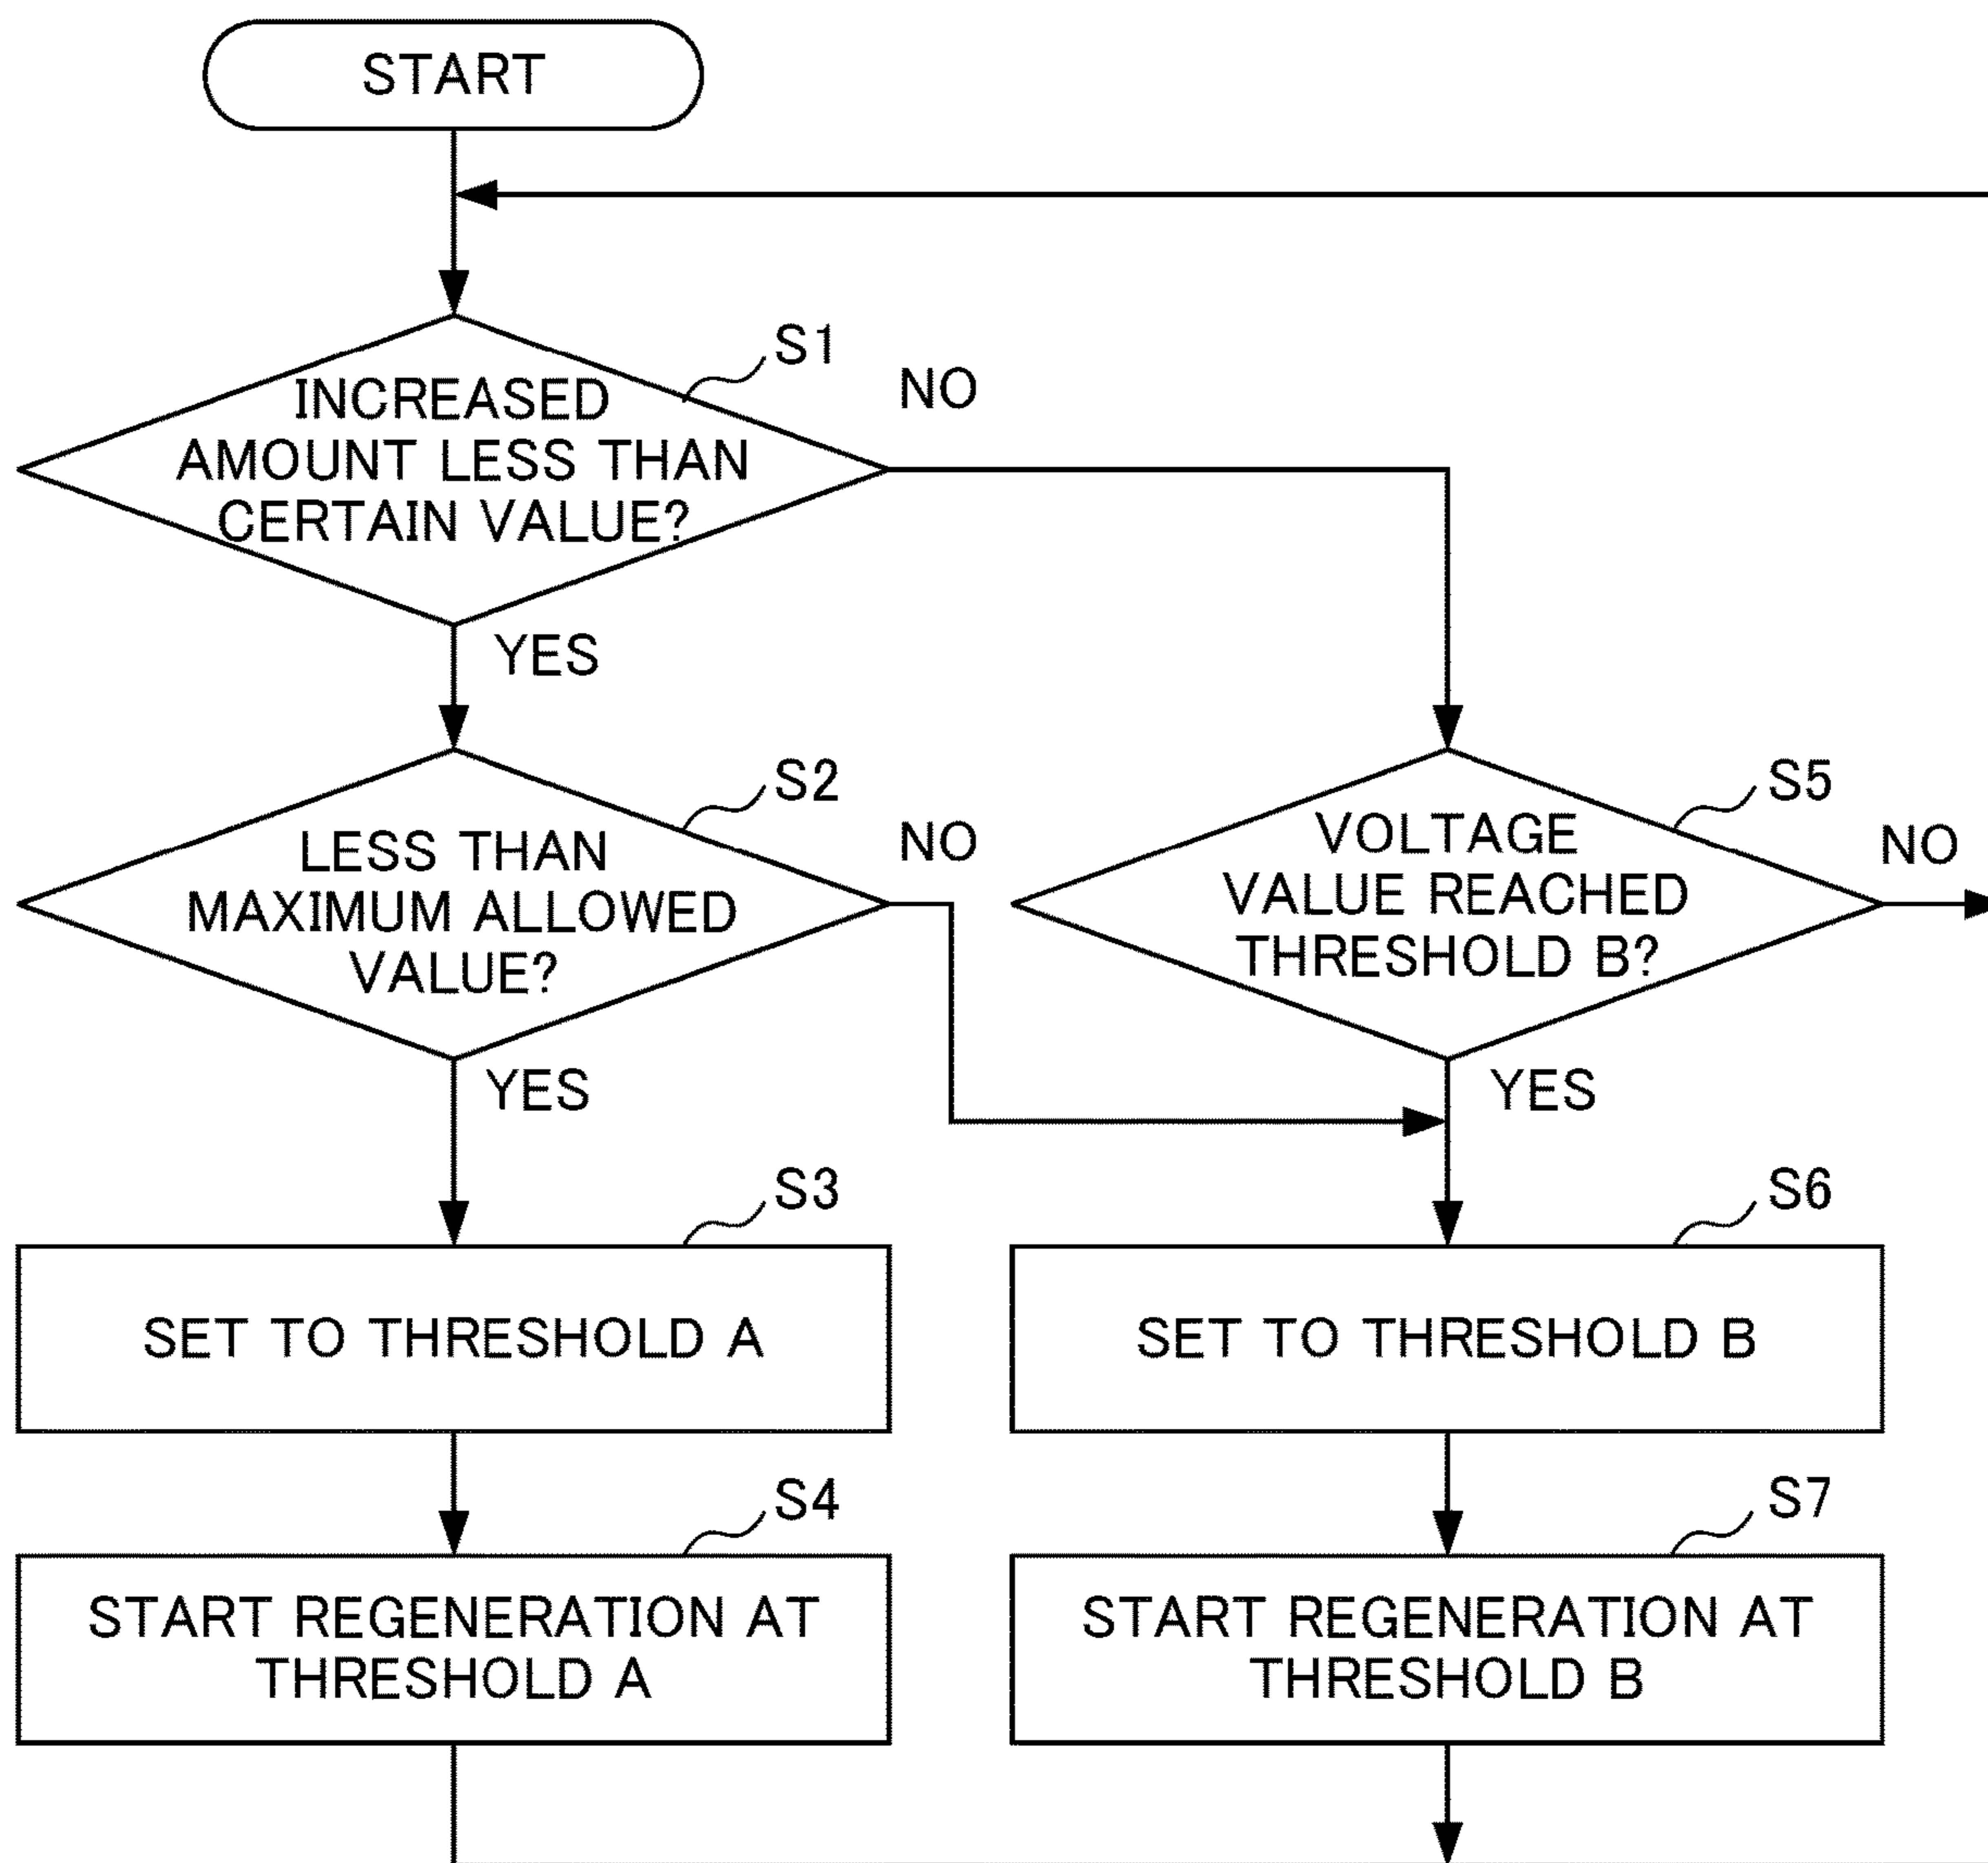 START
S1
INCREASED
AMOUNT LESS THAN
CERTAIN VALUE?
NO
YES
S2
LESS THAN
MAXIMUM ALLOWED
VALUE?
NO
YES
S5
VOLTAGE
VALUE REACHED
THRESHOLD B?
NO
YES
S3
SET TO THRESHOLD A
S6
SET TO THRESHOLD B
S4
START REGENERATION AT
THRESHOLD A
S7
START REGENERATION AT
THRESHOLD B